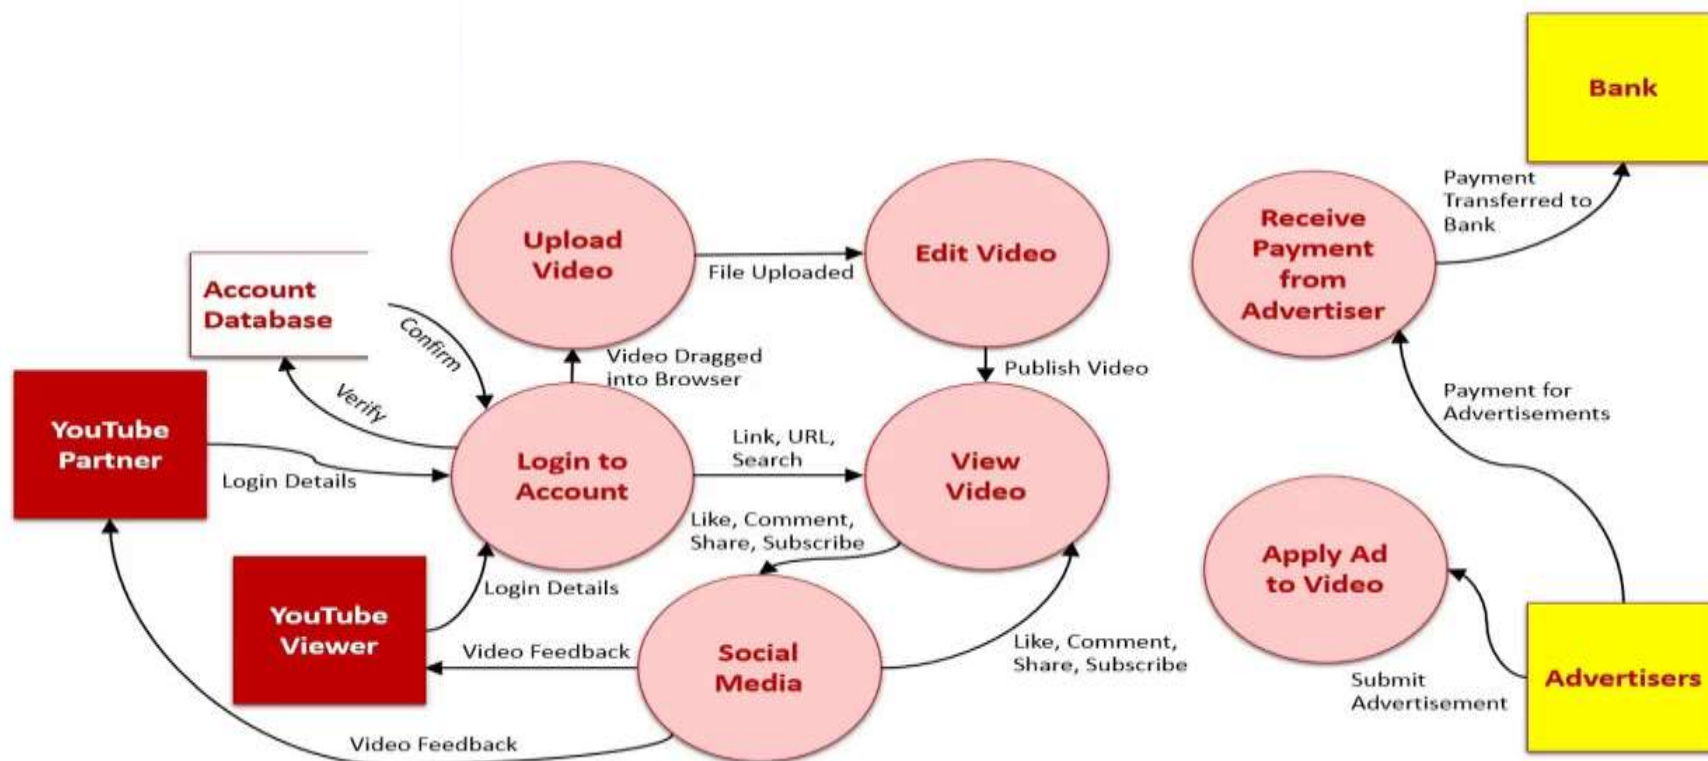 Bank
Payment
Transferred to
Bank
Upload
Video
File Uploaded
Edit Video
Receive
Payment
from
Advertiser
Account
Database
Confirm
Verify
Video Dragged
into Browser
Publish Video
Payment for
Advertisements
YouTube
Partner
Login Details
Login to
Account
Link, URL,
Search
View
Video
Like, Comment,
Share, Subscribe
Apply Ad
to Video
YouTube
Viewer
Login Details
Video Feedback
Social
Media
Like, Comment,
Share, Subscribe
Submit
Advertisement
Advertisers
Video Feedback